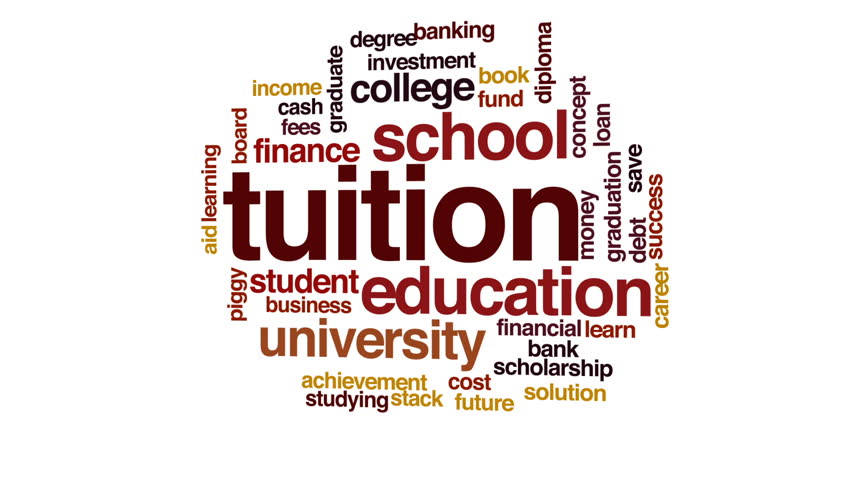 degree
banking
investment
graduate
diploma
income
college
book
cash
fund
concept
fees
school
loan
board
finance
learning
save
tuition
graduation
success
money
debt
aid
student
education
career
piggy
business
university
financial
learn
bank
scholarship
achievement
cost
solution
studying
stack
future